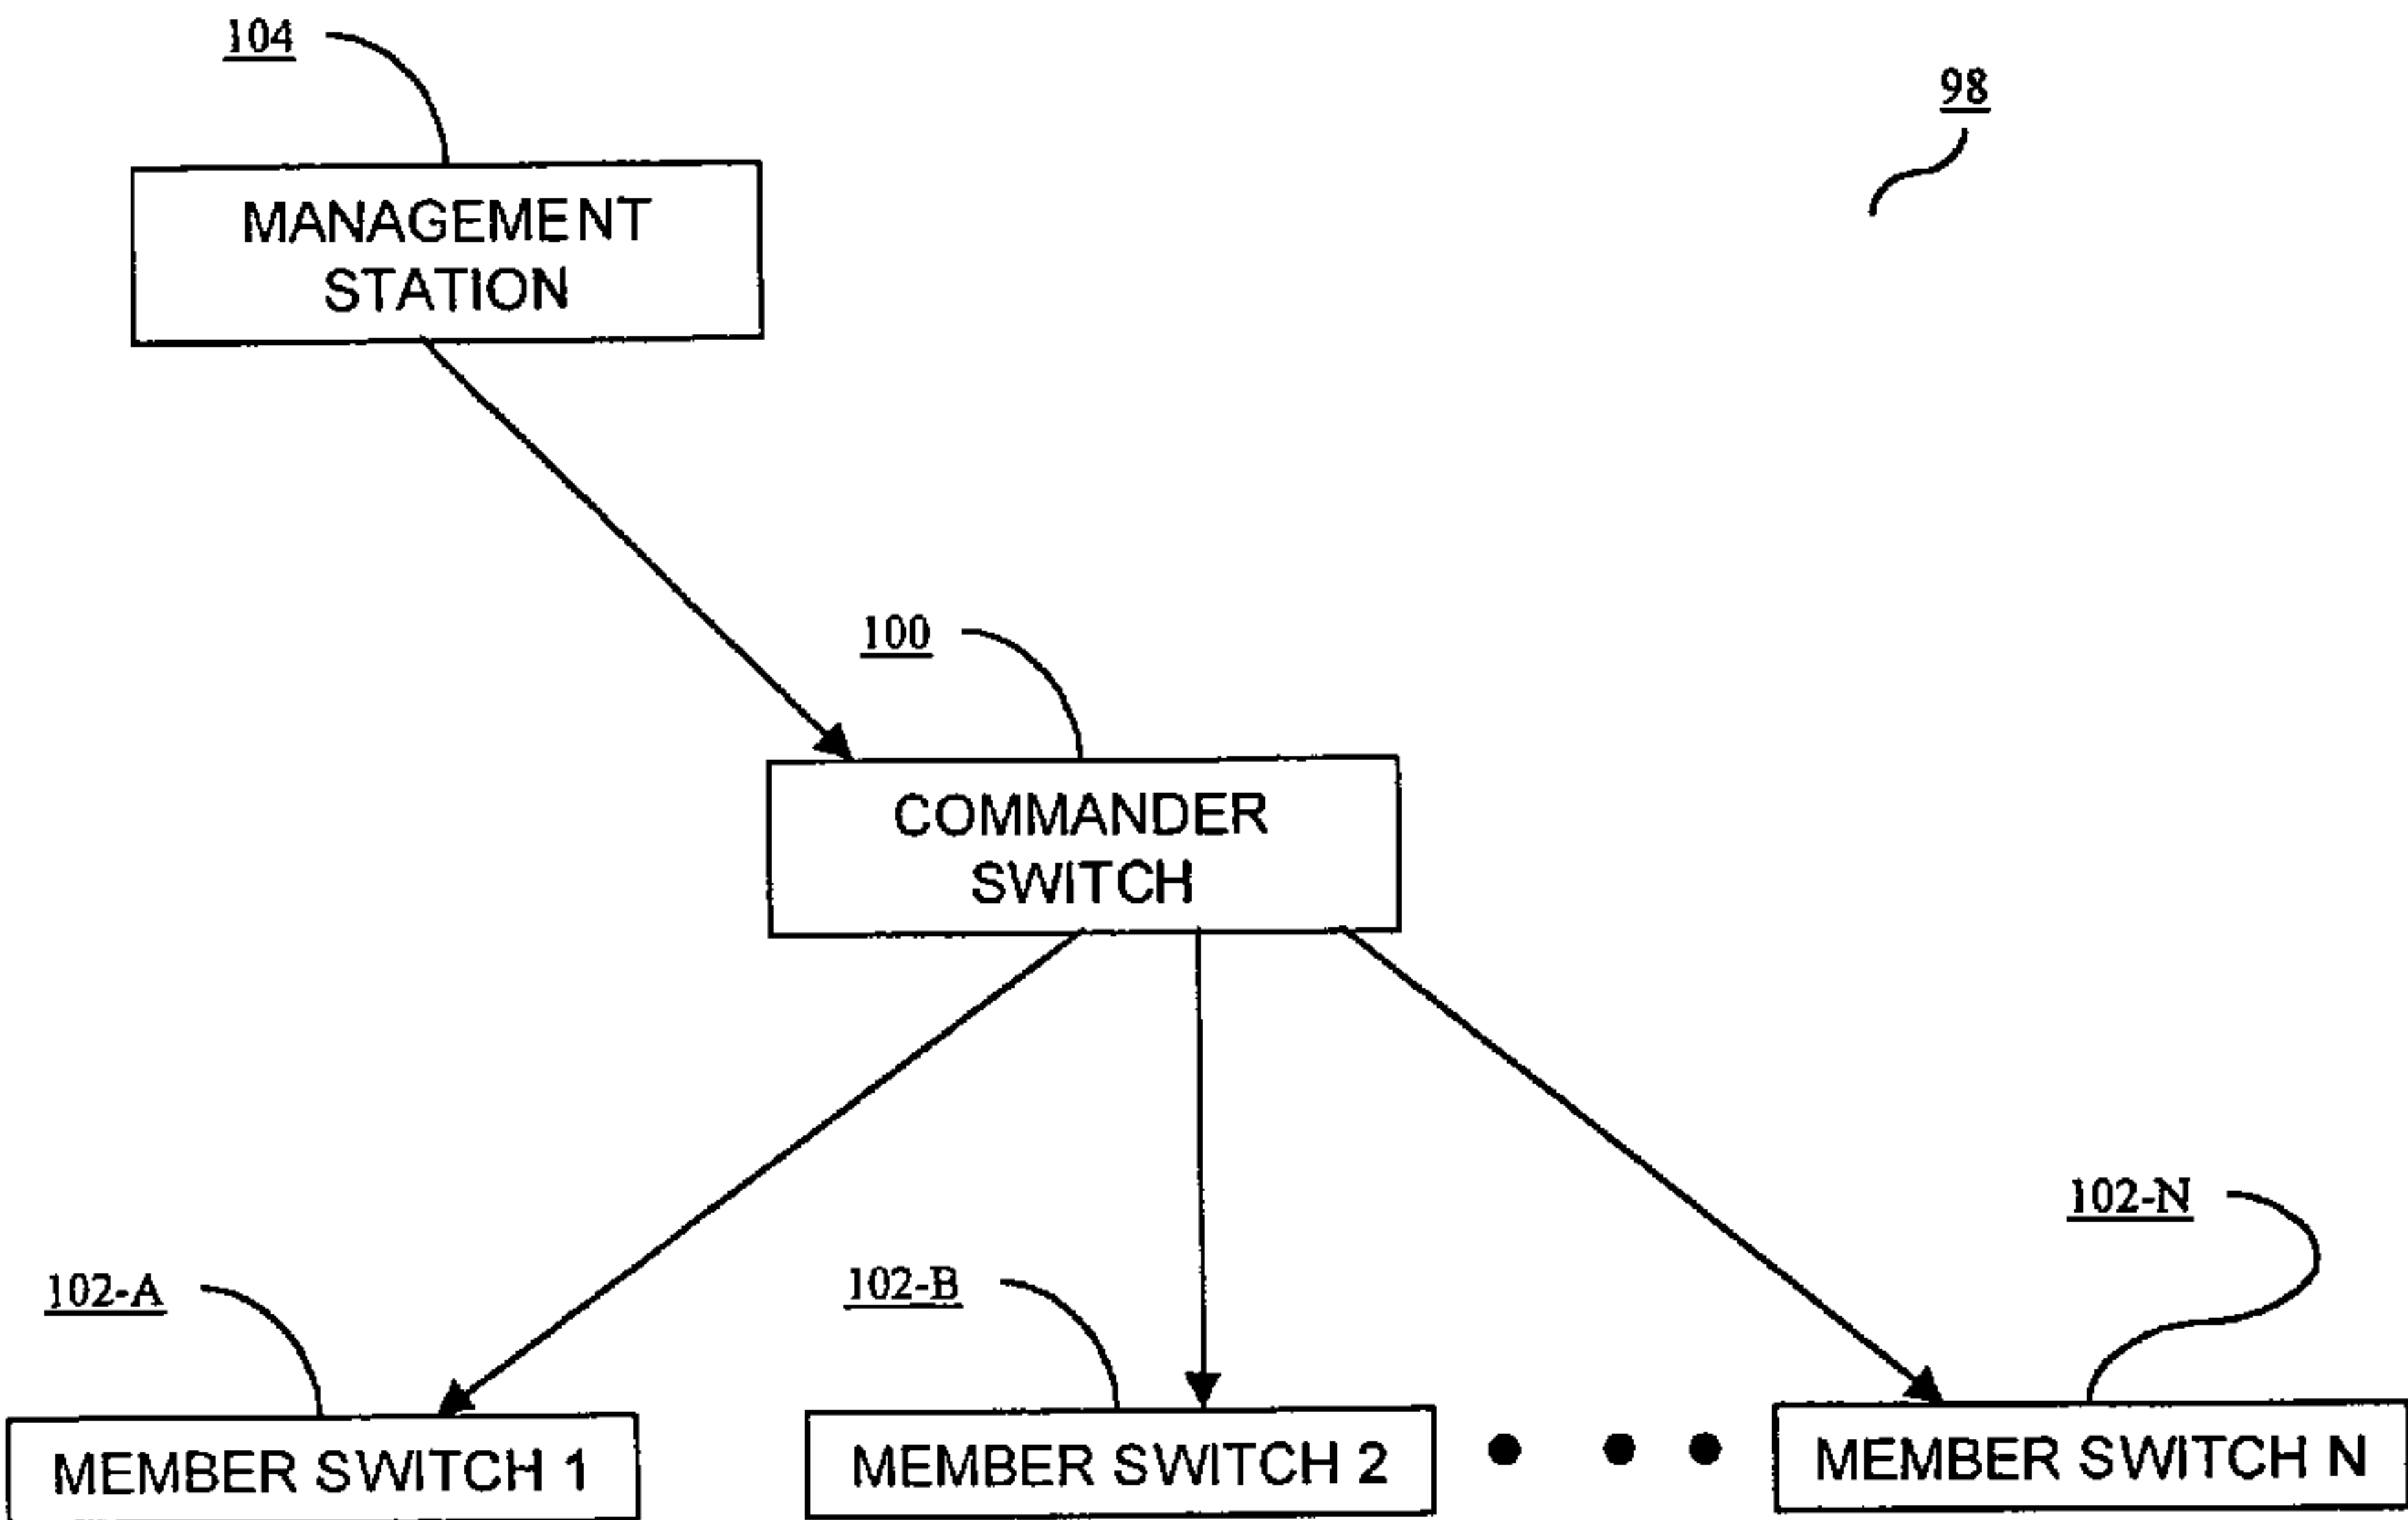 104
98
MANAGEMENT
STATION
100
COMMANDER
SWITCH
102-N
102-A
102-B
MEMBER SWITCH 1
MEMBER SWITCH 2
MEMBER SWITCH N